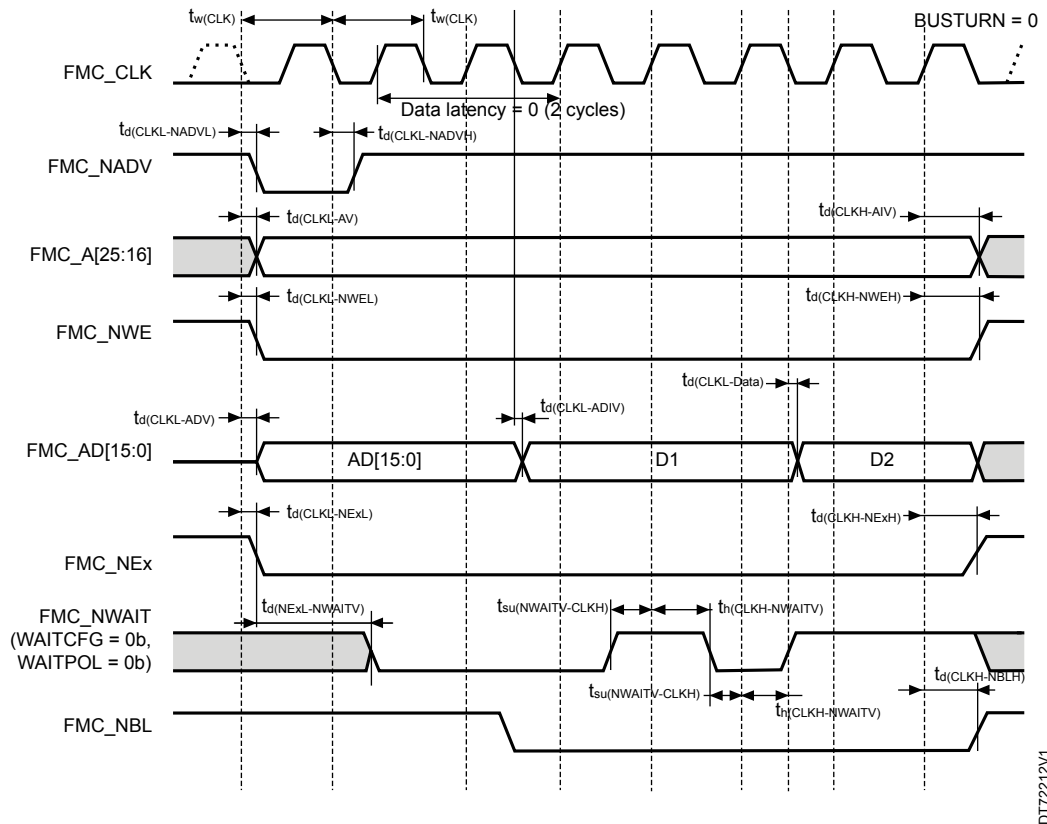 tw(CLK)
tw(CLK)
BUSTURN = 0
FMC_CLK
Data latency = 0 (2 cycles)
td(CLKL-NADVL)
td(CLKL-NADVH)
FMC_NADV
td(CLKL-AV)
td(CLKH-AIV)
FMC_A[25:16]
td(CLKL-NWEL)
td(CLKH-NWEH)
FMC_NWE
td(CLKL-Data)
td(CLKL-ADV)
td(CLKL-ADIV)
FMC_AD[15:0]
AD[15:0]
D1
D2
td(CLKL-NExL)
td(CLKH-NExH)
FMC_NEx
td(NExL-NWAITV)
tsu(NWAITV-CLKH)
th(CLKH-NWAITV)
FMC_NWAIT
(WAITCFG = 0b,
WAITPOL = 0b)
td(CLKH-NBLH)
tsu(NWAITV-CLKH)
th(CLKH-NWAITV)
FMC_NBL
DT72212V1